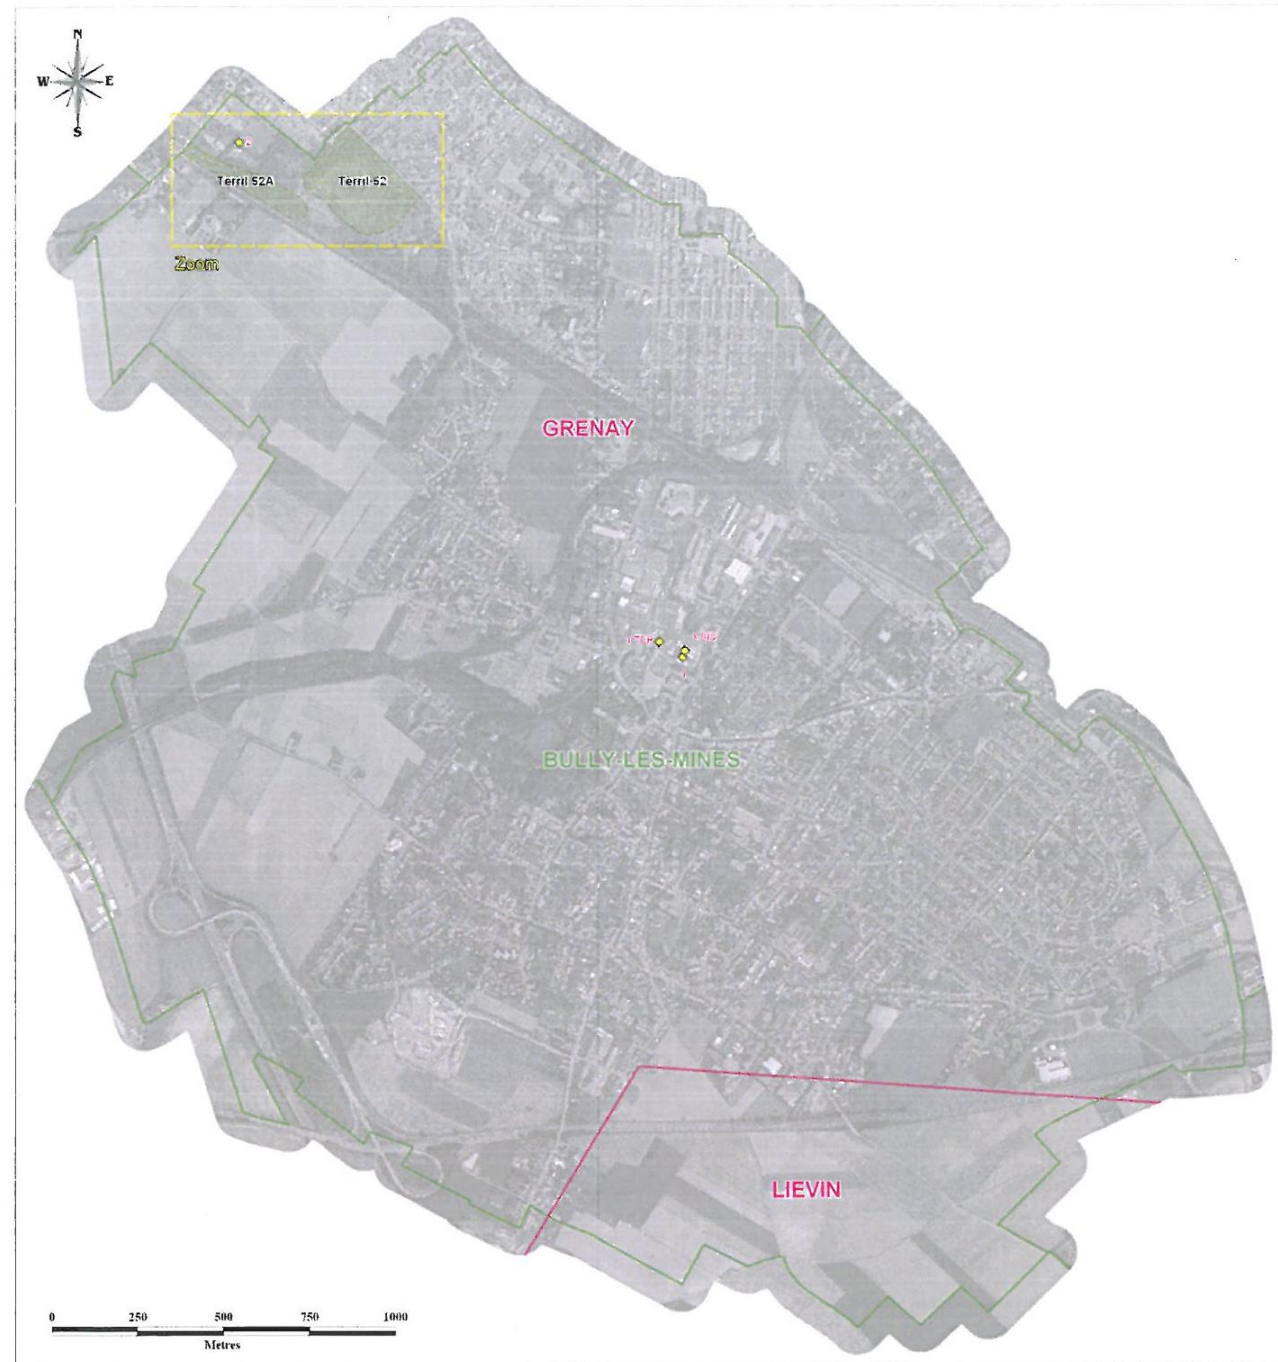 N
W E
S
Terril 52A
Terril 52
Zoom
GRENAY
BULLY-LES-MINES
LIEVIN
0 250 500 750 1000
Metres